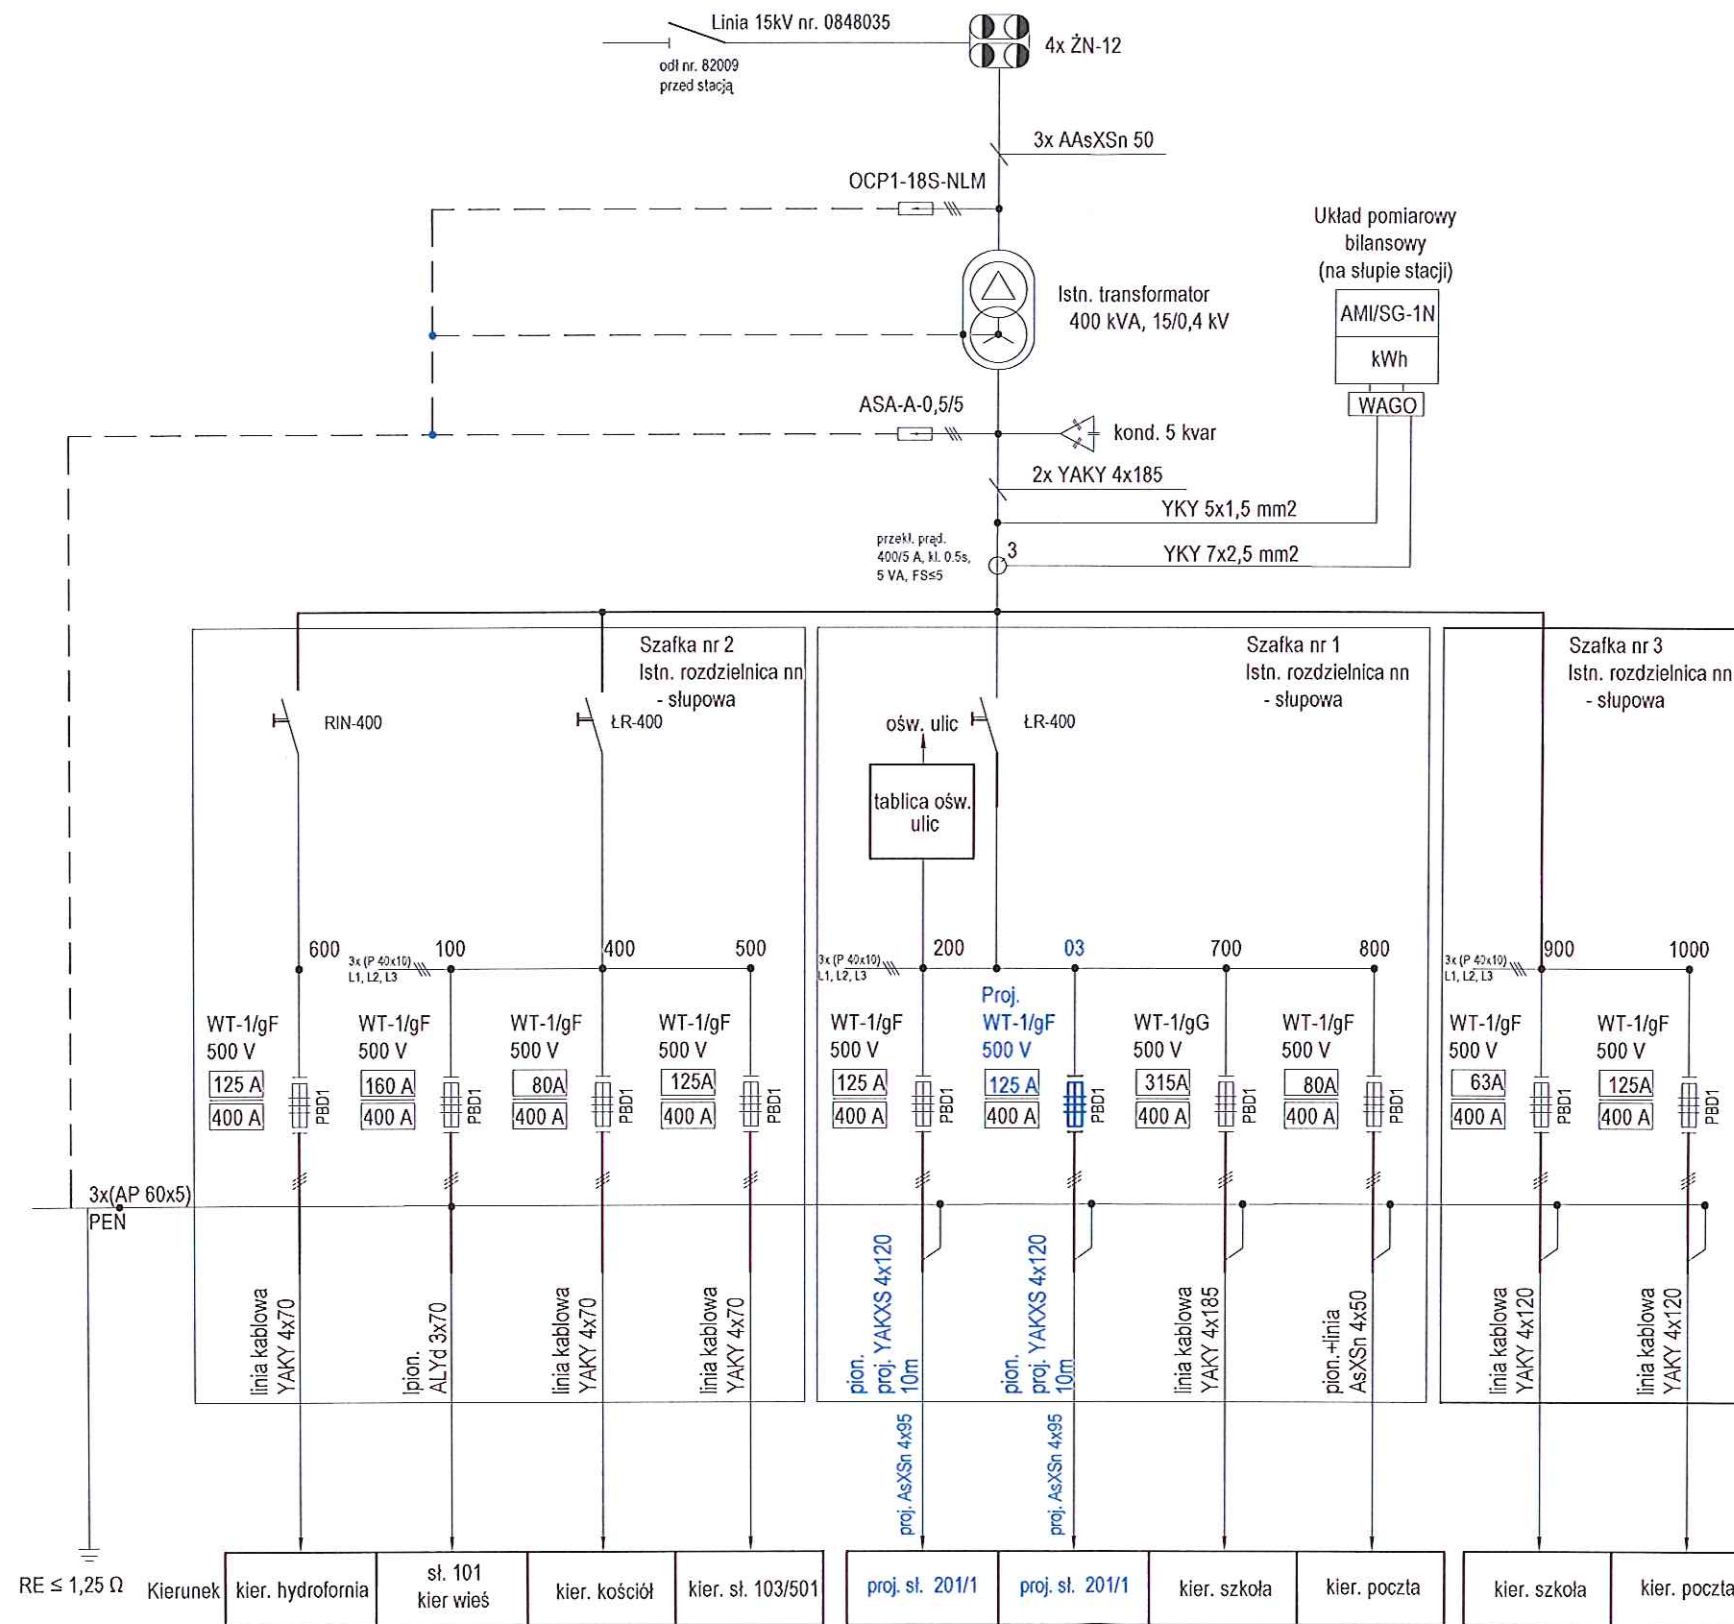 Linia 15kV nr. 0848035
odł nr. 82009
przed stacją
4x ŻN-12
3x AAsXSn 50
OCP1-18S-NLM
Istn. transformator
400 kVA, 15/0,4 kV
Układ pomiarowy
bilansowy
(na słupie stacji)
AMI/SG-1N
kWh
WAGO
ASA-A-0,5/5
kond. 5 kvar
2x YAKY 4x185
YKY 5x1,5 mm2
przekł. prąd.
400/5 A, kl. 0.5s,
5 VA, FS≤5
3
YKY 7x2,5 mm2
Szafka nr 2
Istn. rozdzielnica nn
- słupowa
RIN-400
ŁR-400
Szafka nr 1
Istn. rozdzielnica nn
- słupowa
ośw. ulic
ŁR-400
tablica ośw.
ulic
Szafka nr 3
Istn. rozdzielnica nn
- słupowa
600
3x (P 40x10)
L1, L2, L3
100
400
500
3x (P 40x10)
L1, L2, L3
200
03
700
800
3x (P 40x10)
L1, L2, L3
900
1000
WT-1/gF
500 V
125 A
400 A
PBD1
WT-1/gF
500 V
160 A
400 A
PBD1
WT-1/gF
500 V
80A
400 A
PBD1
WT-1/gF
500 V
125A
400 A
PBD1
WT-1/gF
500 V
125 A
400 A
PBD1
Proj.
WT-1/gF
500 V
125 A
400 A
PBD1
WT-1/gG
500 V
315A
400 A
PBD1
WT-1/gF
500 V
80A
400 A
PBD1
WT-1/gF
500 V
63A
400 A
PBD1
WT-1/gF
500 V
125A
400 A
PBD1
3x(AP 60x5)
PEN
linia kablowa
YAKY 4x70
lpion.
ALYd 3x70
linia kablowa
YAKY 4x70
linia kablowa
YAKY 4x70
pion.
proj. YAKXS 4x120
10m
proj. AsXSn 4x95
pion.
proj. YAKXS 4x120
10m
proj. AsXSn 4x95
linia kablowa
YAKY 4x185
pion.+linia
AsXSn 4x50
linia kablowa
YAKY 4x120
linia kablowa
YAKY 4x120
RE ≤ 1,25 Ω
Kierunek
kier. hydrofornia
sł. 101
kier wieś
kier. kościół
kier. sł. 103/501
proj. sł. 201/1
proj. sł. 201/1
kier. szkoła
kier. poczta
kier. szkoła
kier. poczta